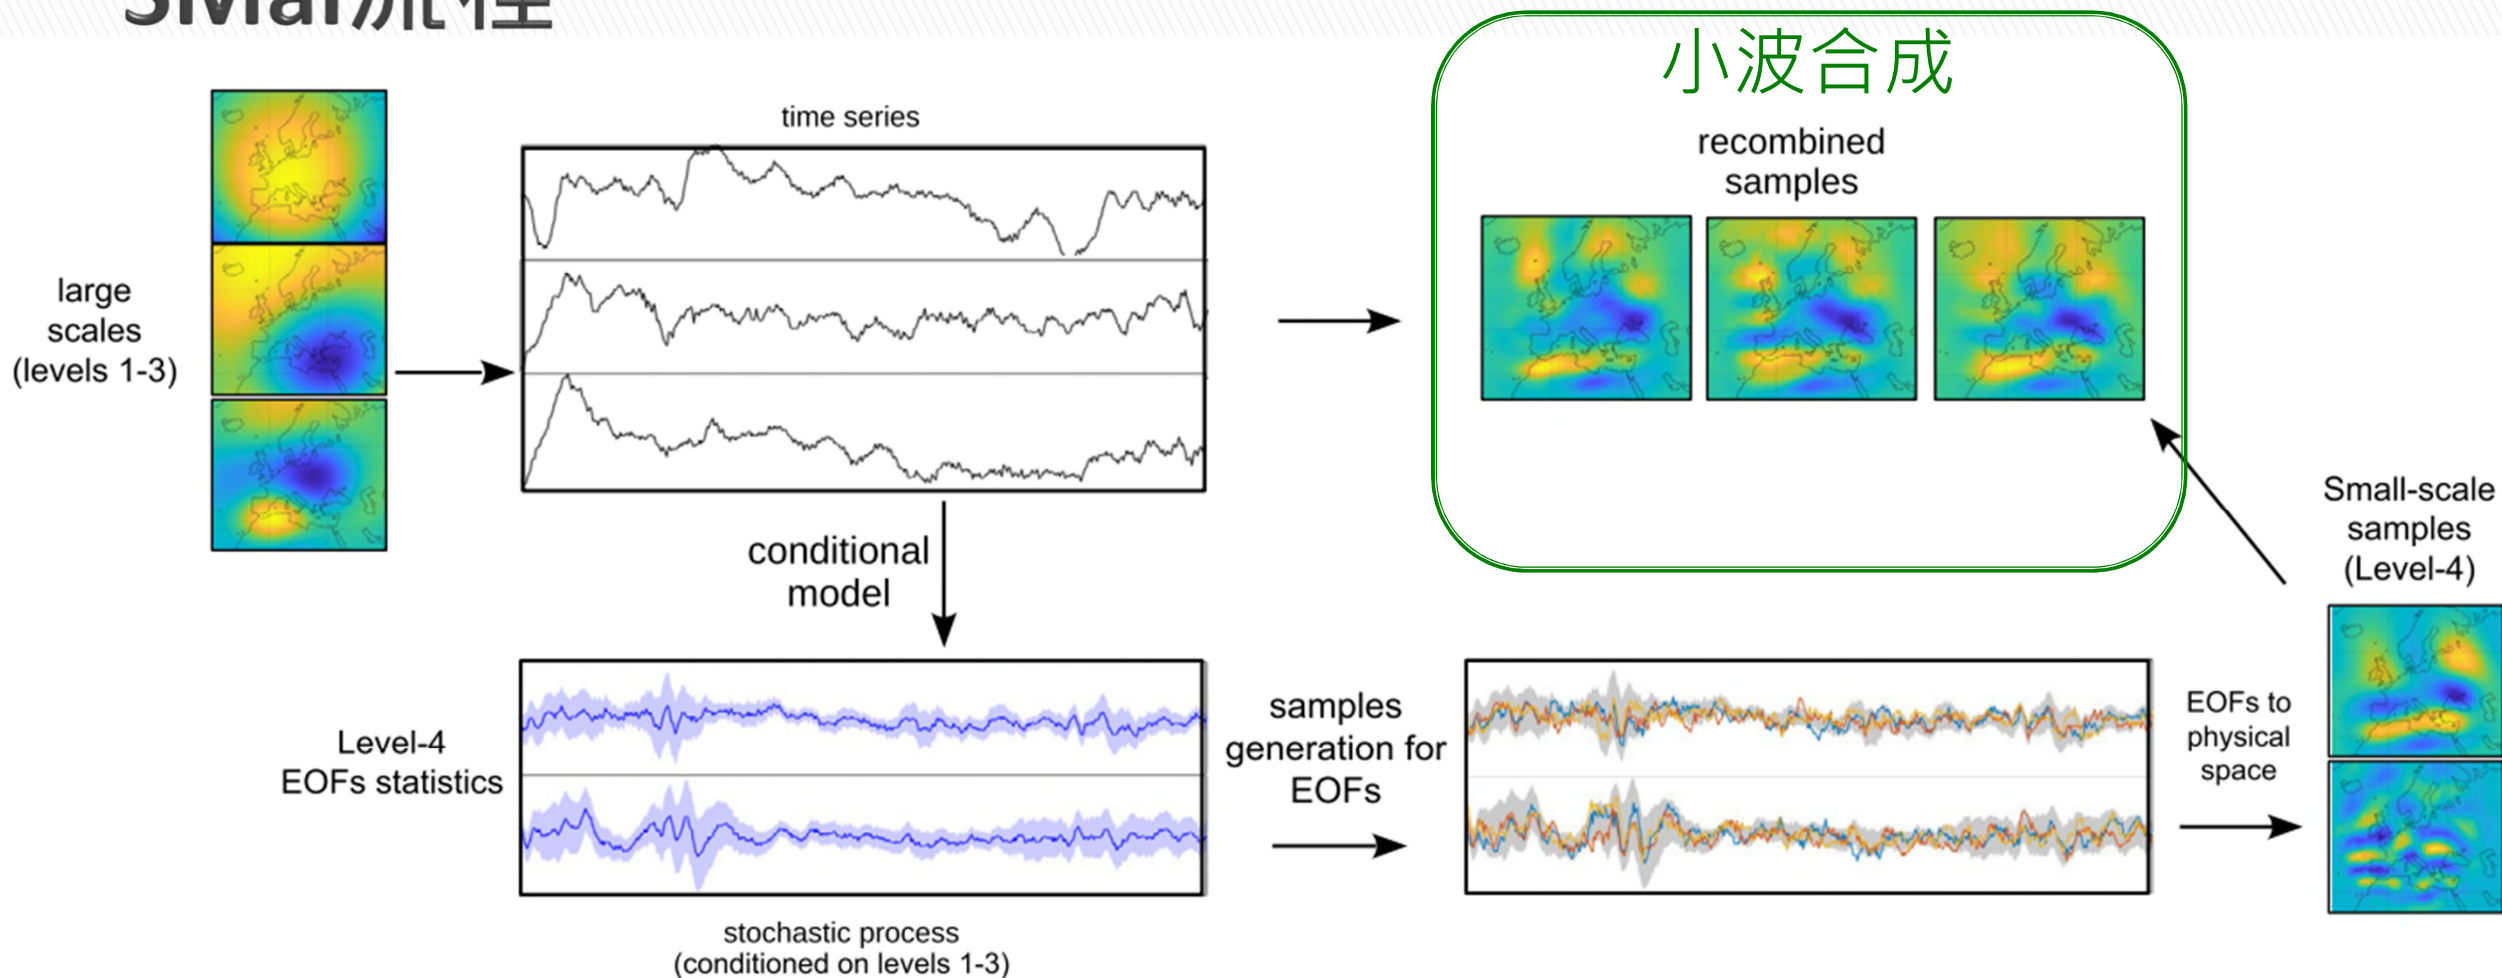 流程
小波合成
time series
recombined
samples
large
scales
(levels 1-3)
conditional
model
Small-scale
samples
(Level-4)
Level-4
EOFs statistics
samples
generation for
EOFs
EOFs to
physical
space
stochastic process
(conditioned on levels 1-3)